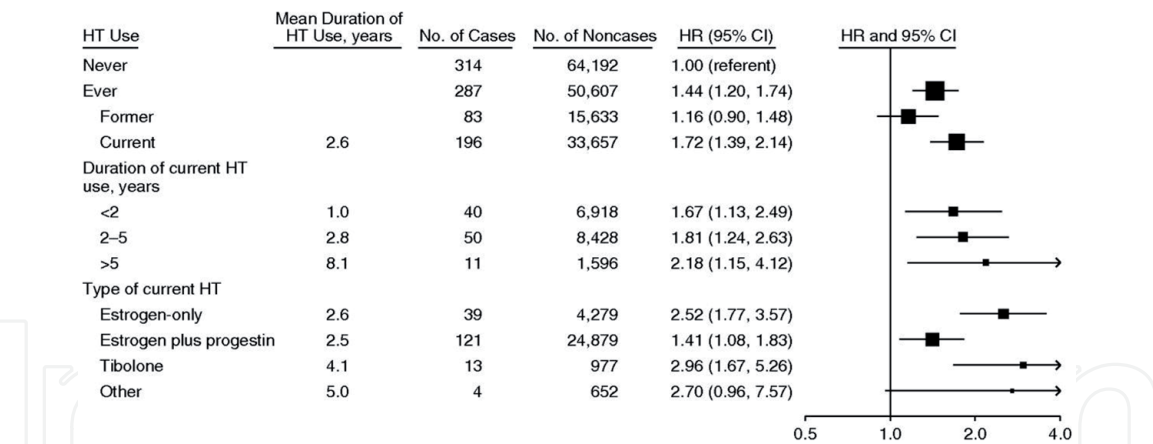 Mean Duration of
HT Use HT Use, years No. of Cases No. of Noncases HR (95% CI) HR and 95% CI
Never 314 64,192 1.00 (referent)
Ever 287 50,607 1.44 (1.20, 1.74)
Former 83 15,633 1.16 (0.90, 1.48)
Current 2.6 196 33,657 1.72 (1.39, 2.14)
Duration of current HT
use, years
<2 1.0 40 6,918 1.67 (1.13, 2.49)
2–5 2.8 50 8,428 1.81 (1.24, 2.63)
>5 8.1 11 1,596 2.18 (1.15, 4.12)
Type of current HT
Estrogen-only 2.6 39 4,279 2.52 (1.77, 3.57)
Estrogen plus progestin 2.5 121 24,879 1.41 (1.08, 1.83)
Tibolone 4.1 13 977 2.96 (1.67, 5.26)
Other 5.0 4 652 2.70 (0.96, 7.57)
0.5 1.0 2.0 4.0